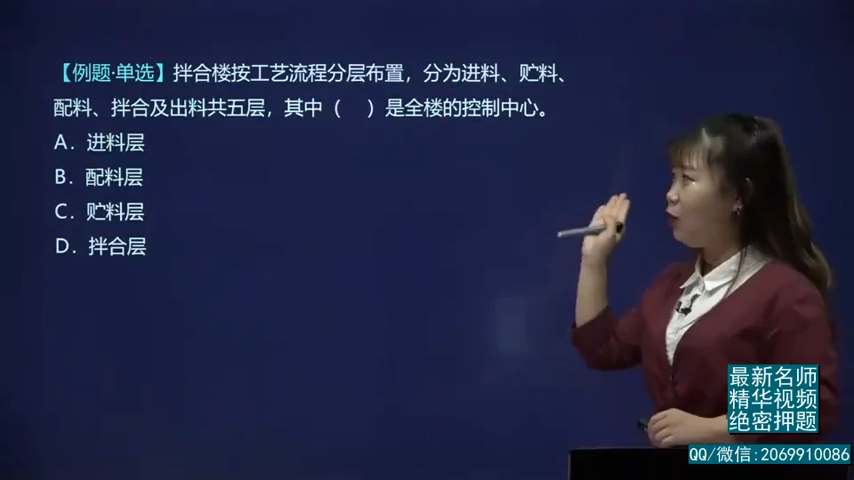 【例题·单选】拌合楼按工艺流程分层布置，分为进料、贮料、
配料、拌合及出料共五层，其中（ ）是全楼的控制中心。
A. 进料层
B. 配料层
C. 贮料层
D. 拌合层
最新名师
精华视频
绝密押题
QQ/微信:2069910086